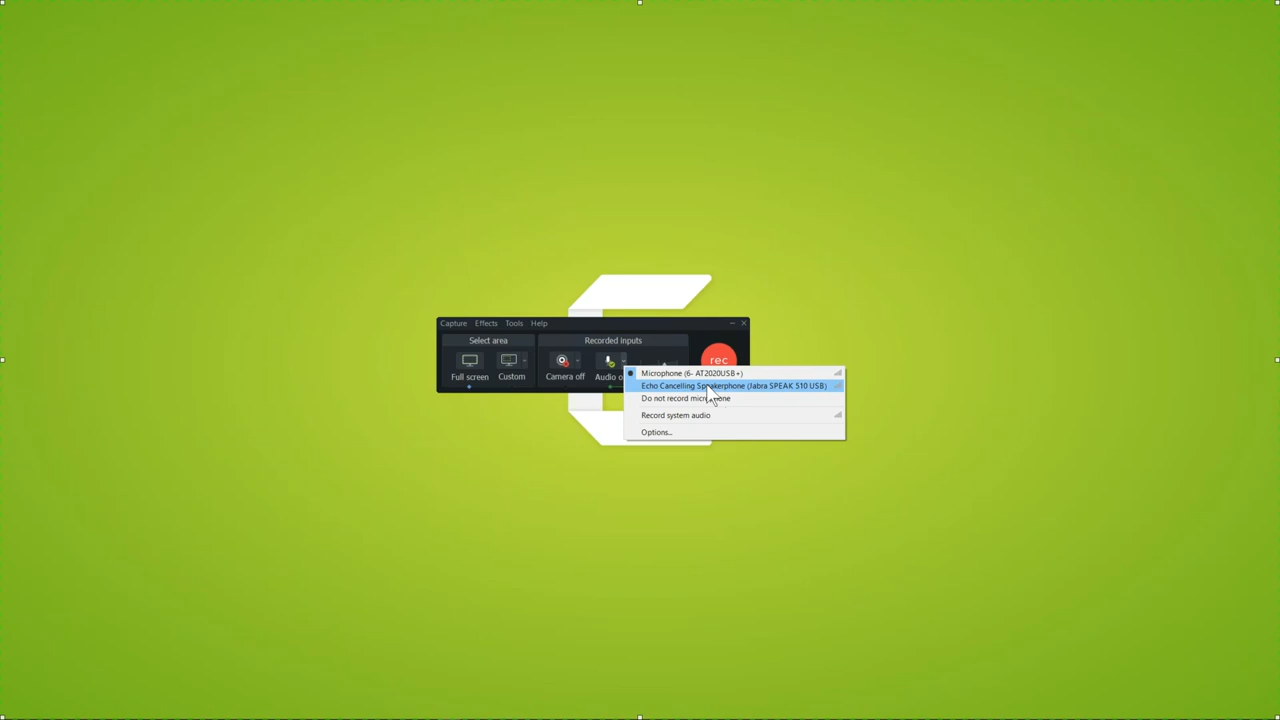 Capture Effects Tools Help
Select area
Recorded inputs
Full screen
Custom
Camera off
Audio
rec
Microphone (6- AT2020USB+)
Echo Cancelling Speakerphone (Jabra SPEAK 510 USB)
Do not record microphone
Record system audio
Options...